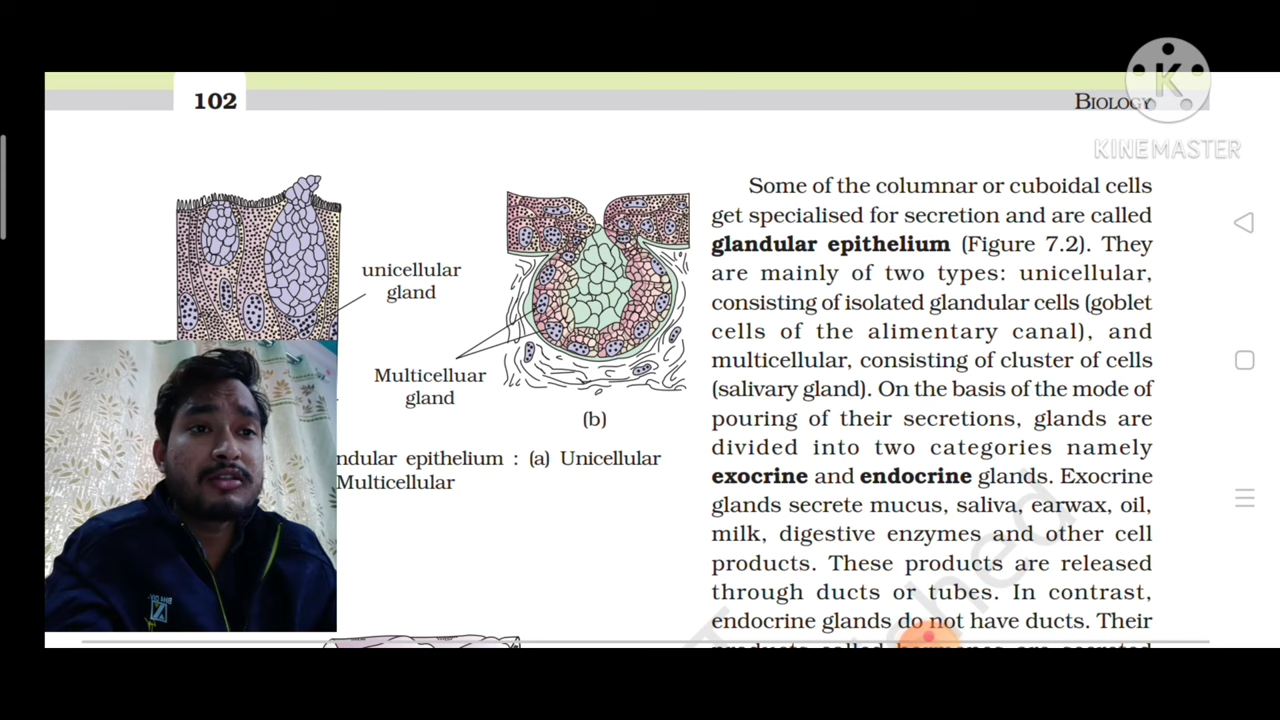 102
BIOLOGY
KINEMASTER
unicellular
gland
Multicelluar
gland
(b)
ndular epithelium : (a) Unicellular
Multicellular
Some of the columnar or cuboidal cells
get specialised for secretion and are called
glandular epithelium (Figure 7.2). They
are mainly of two types: unicellular,
consisting of isolated glandular cells (goblet
cells of the alimentary canal), and
multicellular, consisting of cluster of cells
(salivary gland). On the basis of the mode of
pouring of their secretions, glands are
divided into two categories namely
exocrine and endocrine glands. Exocrine
glands secrete mucus, saliva, earwax, oil,
milk, digestive enzymes and other cell
products. These products are released
through ducts or tubes. In contrast,
endocrine glands do not have ducts. Their
products called hormones are secreted